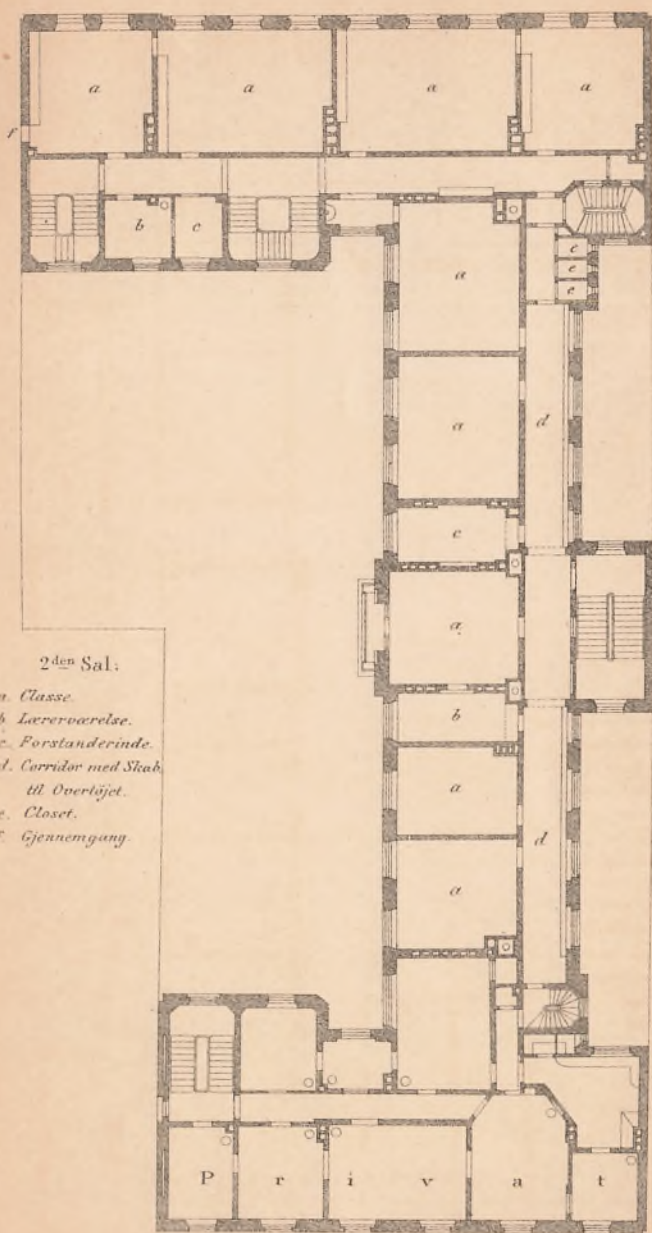 a a a a
f
b c
a
e
e
e
a
d
c
a
2den Sal:
a. Classe.
b. Lærerværelse.
c. Forstanderinde.
d. Corridor med Skab
til Overtöjet.
e. Closet.
f. Gjennemgang.
b
a
d
a
P r i v a t